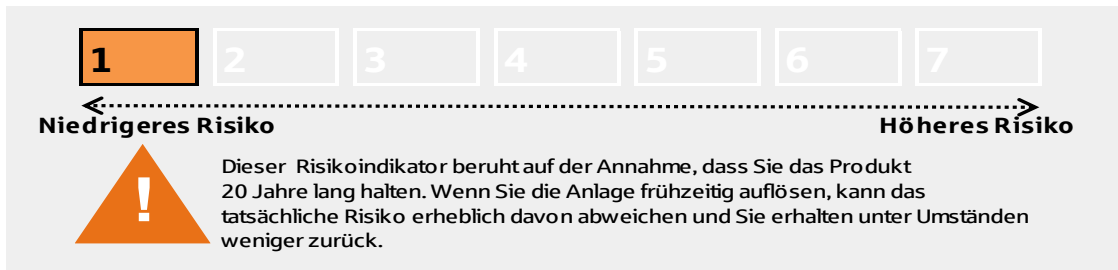 1 2 3 4 5 6 7
Niedrigeres Risiko Höheres Risiko
! Dieser Risikoindikator beruht auf der Annahme, dass Sie das Produkt
20 Jahre lang halten. Wenn Sie die Anlage frühzeitig auflösen, kann das
tatsächliche Risiko erheblich davon abweichen und Sie erhalten unter Umständen
weniger zurück.